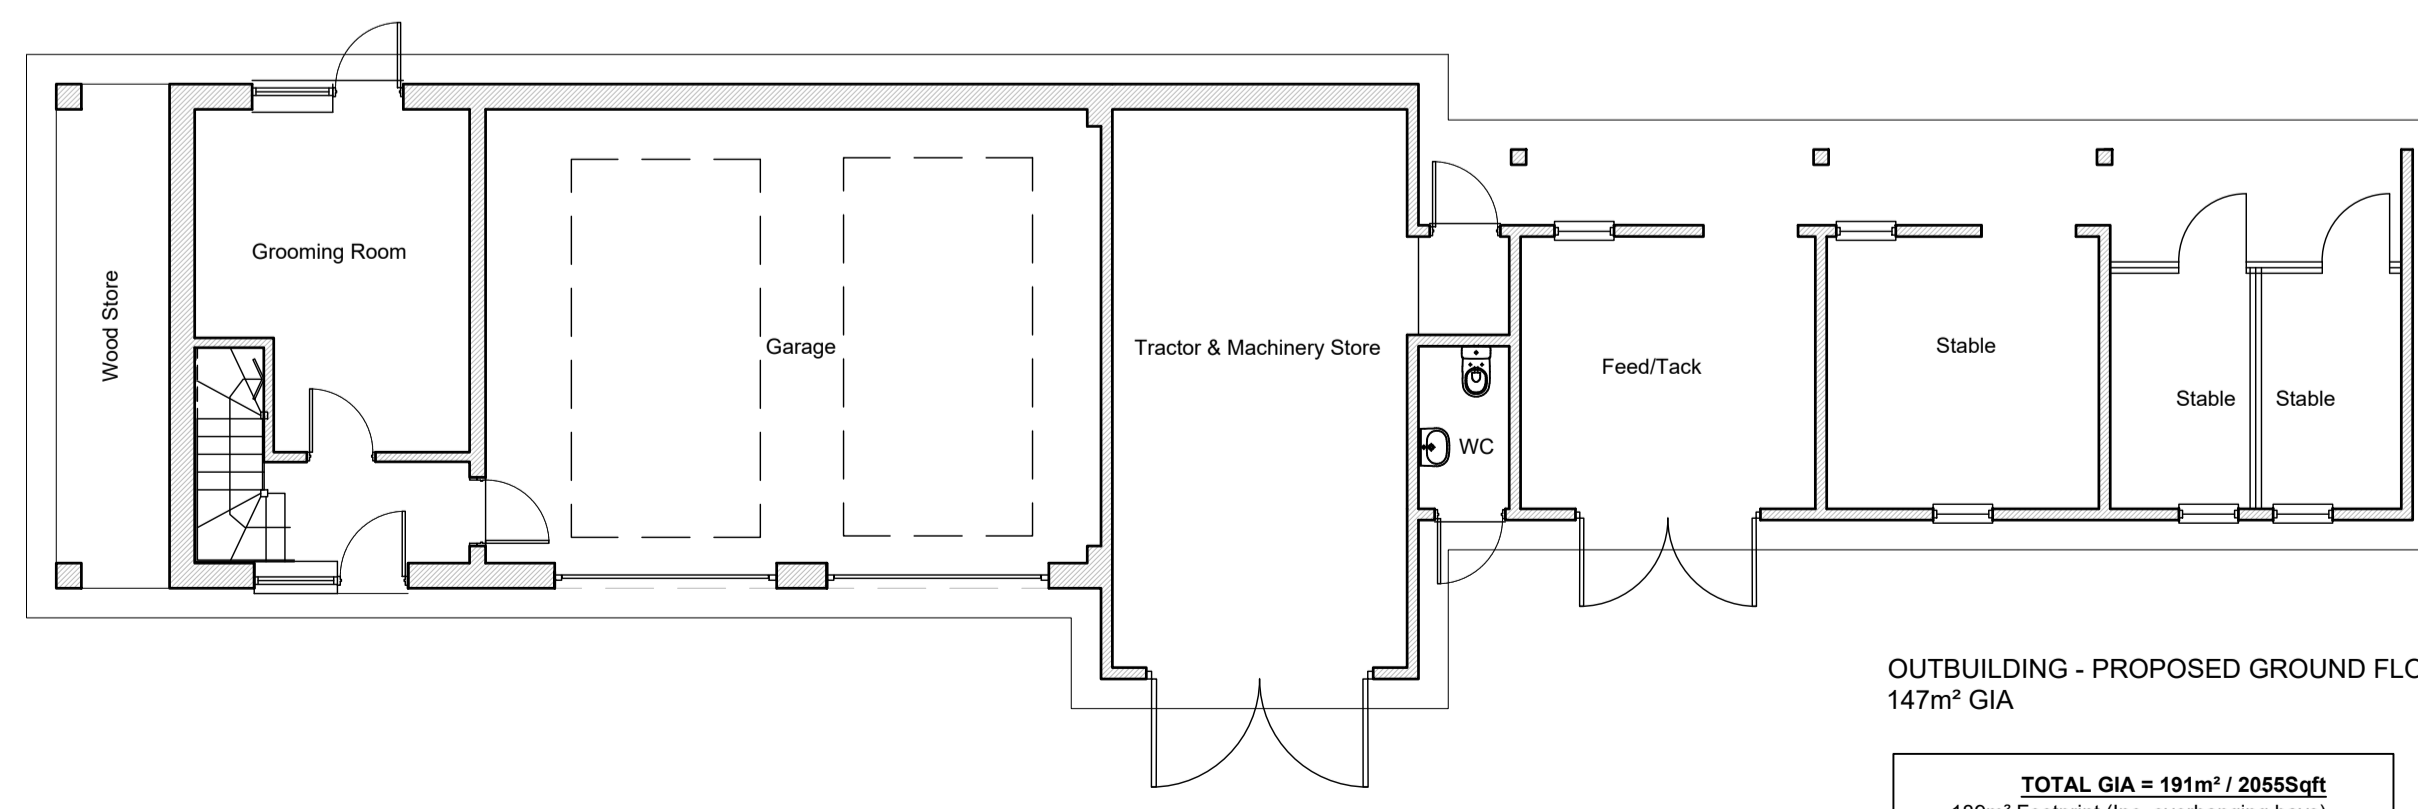 Wood Store
Grooming Room
Garage
Tractor & Machinery Store
WC
Feed/Tack
Stable
Stable
Stable
OUTBUILDING - PROPOSED GROUND
147m² GIA
TOTAL GIA = 191m² / 2055Sqft